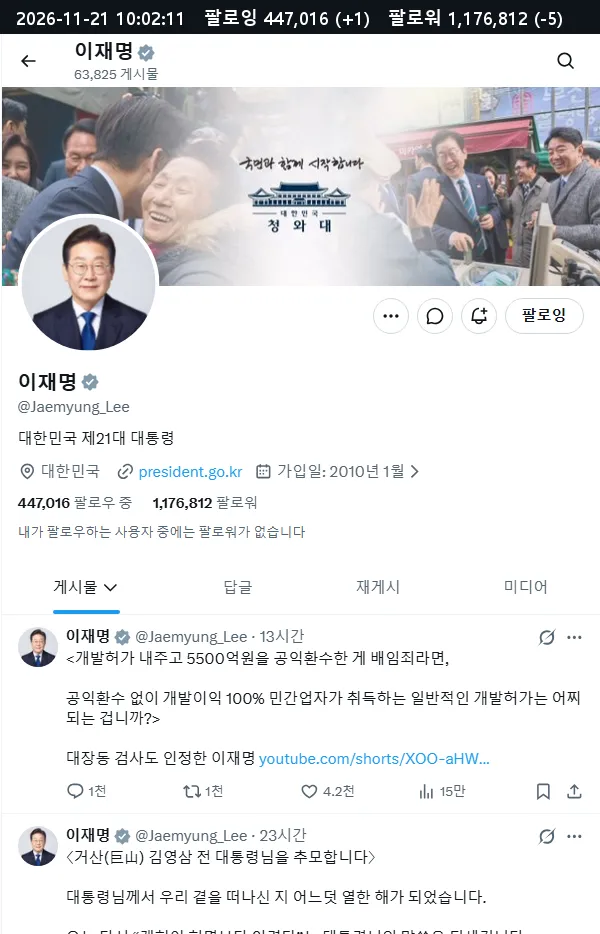 2026-11-21 10:02:11 팔로잉 447,016 (+1) 팔로워 1,176,812 (-5)
이재명
63,825 게시물
국민과 함께 시작합니다
대한민국
청와대
팔로잉
이재명
@Jaemyung_Lee
대한민국 제21대 대통령
대한민국 president.go.kr 가입일: 2010년 1월
447,016 팔로우 중 1,176,812 팔로워
내가 팔로우하는 사용자 중에는 팔로워가 없습니다
게시물 답글 재게시 미디어
이재명 @Jaemyung_Lee · 13시간
<개발허가 내주고 5500억원을 공익환수한 게 배임죄라면,
공익환수 없이 개발이익 100% 민간업자가 취득하는 일반적인 개발허가는 어찌
되는 겁니까?>
대장동 검사도 인정한 이재명 youtube.com/shorts/XOO-aHW...
1천 1천 4.2천 15만
이재명 @Jaemyung_Lee · 23시간
〈거산(巨山) 김영삼 전 대통령님을 추모합니다〉
대통령님께서 우리 곁을 떠나신 지 어느덧 열한 해가 되었습니다.